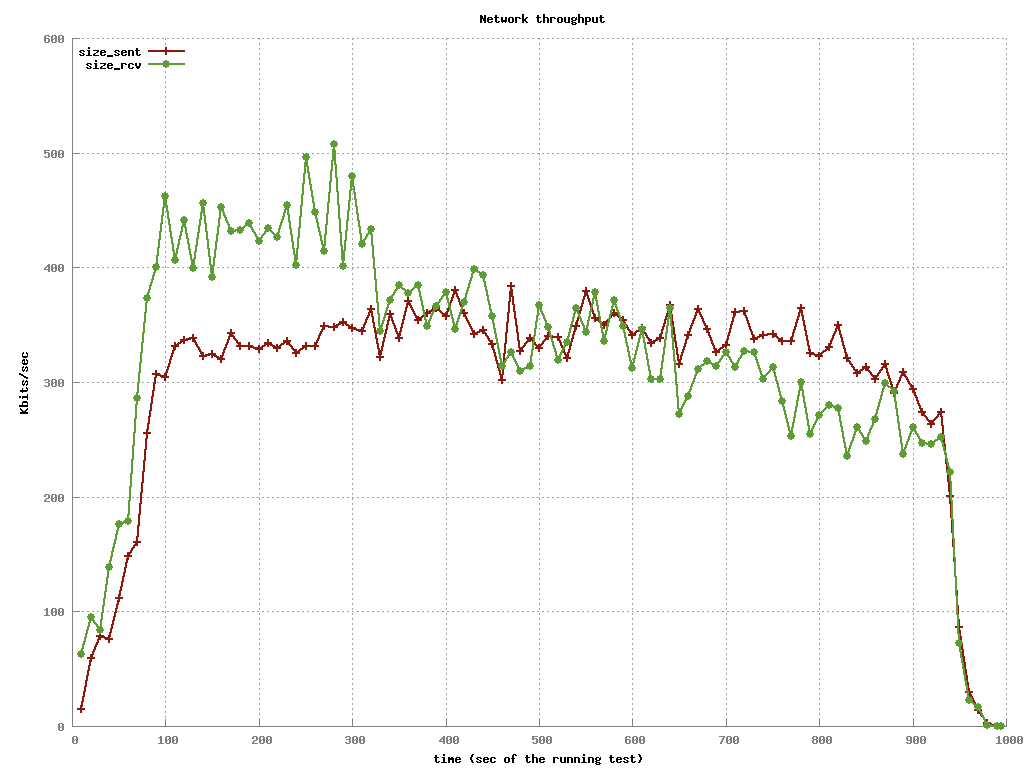 Network throughput
600
size_sent
size_rcv
500
400
300
200
100
0
Kbits/sec
0 100 200 300 400 500 600 700 800 900 1000
time (sec of the running test)